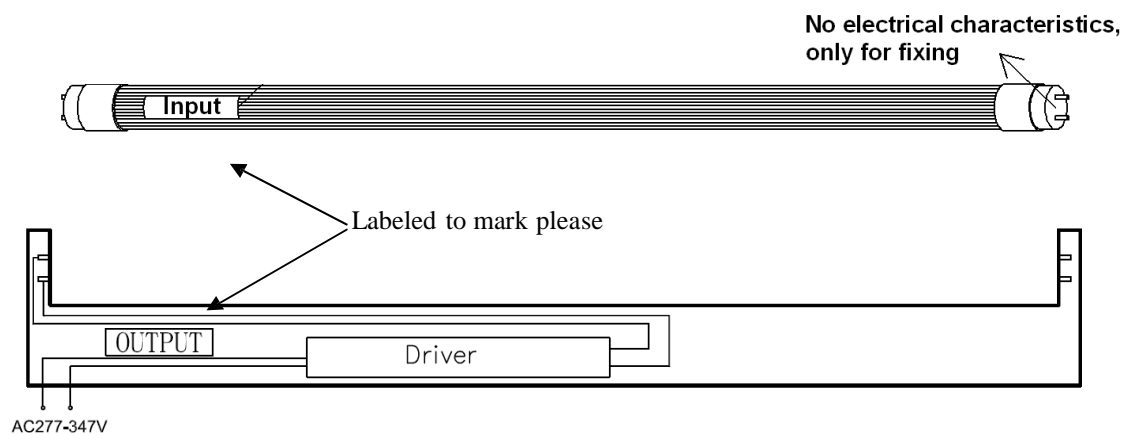 No electrical characteristics,
only for fixing
Input
Labeled to mark please
OUTPUT
Driver
AC277-347V